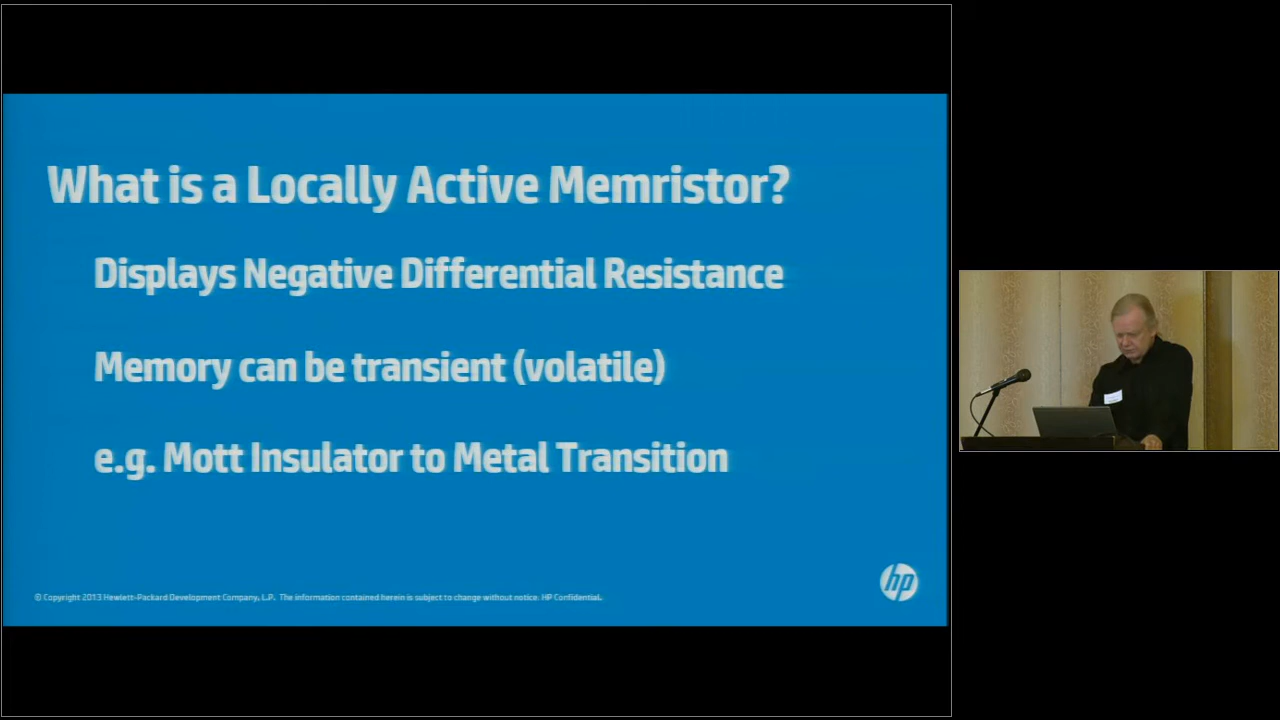 What is a Locally Active Memristor?
Displays Negative Differential Resistance
Memory can be transient (volatile)
e.g. Mott Insulator to Metal Transition
© Copyright 2013 Hewlett-Packard Development Company, L.P. The information contained herein is subject to change without notice. HP Confidential.
hp